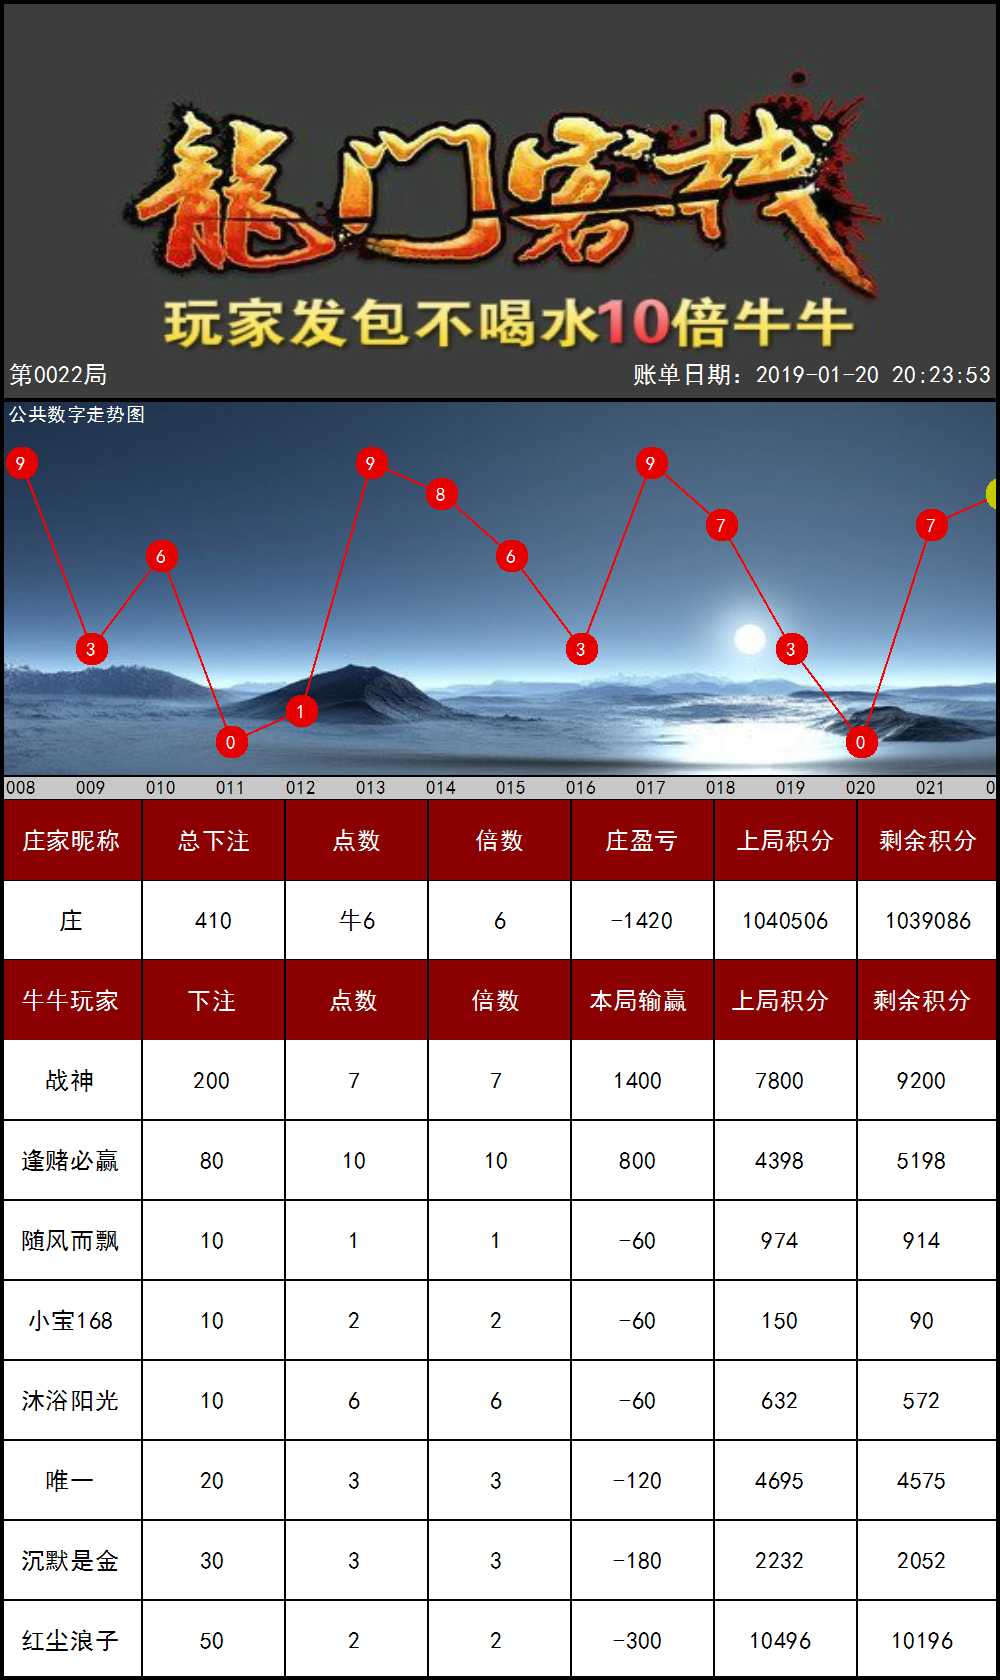 龍门客栈
玩家发包不喝水10倍牛牛
第0022局 账单日期：2019-01-20 20:23:53
公共数字走势图
9 9 9
8
7 7
6 6
3 3 3
1
0 0
008 009 010 011 012 013 014 015 016 017 018 019 020 021 0
庄家昵称 总下注 点数 倍数 庄盈亏 上局积分 剩余积分
庄 410 牛6 6 -1420 1040506 1039086
牛牛玩家 下注 点数 倍数 本局输赢 上局积分 剩余积分
战神 200 7 7 1400 7800 9200
逢赌必赢 80 10 10 800 4398 5198
随风而飘 10 1 1 -60 974 914
小宝168 10 2 2 -60 150 90
沐浴阳光 10 6 6 -60 632 572
唯一 20 3 3 -120 4695 4575
沉默是金 30 3 3 -180 2232 2052
红尘浪子 50 2 2 -300 10496 10196